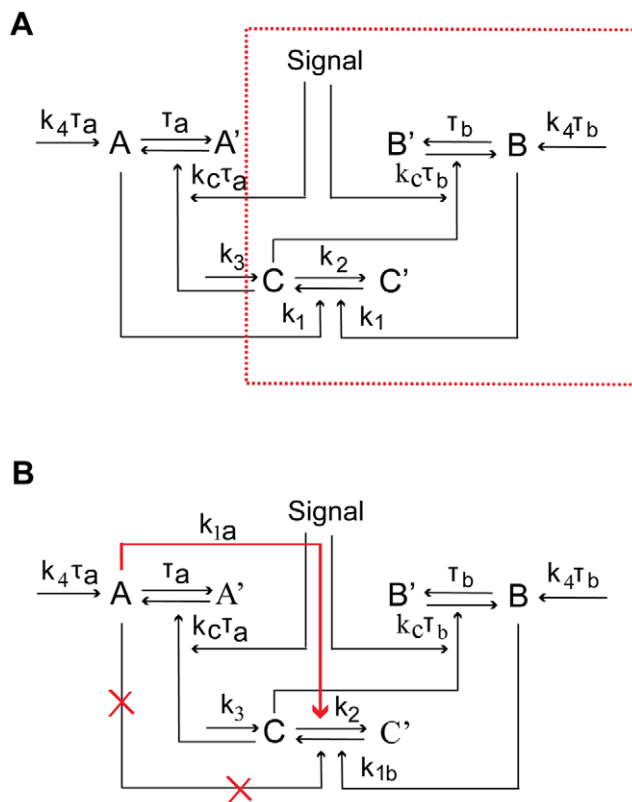 A
Signal
k4τa A τa A'
B' τb B k4τb
kcτa kcτb
k3 C k2 C'
k1 k1
B
Signal
k1a
k4τa A τa A'
B' τb B k4τb
kcτa kcτb
k3 C k2 C'
k1b